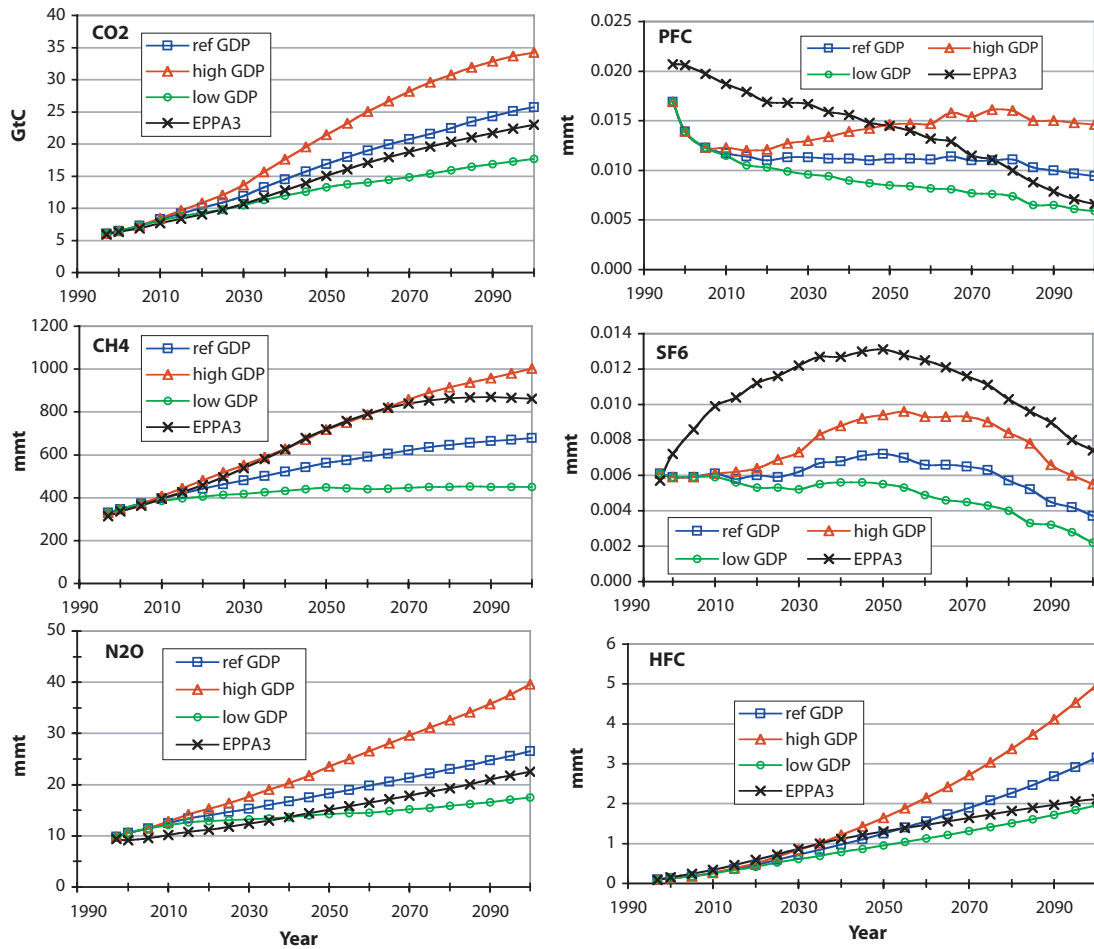 CO2
ref GDP
high GDP
low GDP
EPPA3
GtC
40
35
30
25
20
15
10
5
0
1990 2010 2030 2050 2070 2090
PFC
ref GDP high GDP
low GDP EPPA3
mmt
0.025
0.020
0.015
0.010
0.005
0.000
1990 2010 2030 2050 2070 2090
CH4
ref GDP
high GDP
low GDP
EPPA3
mmt
1200
1000
800
600
400
200
0
1990 2010 2030 2050 2070 2090
SF6
ref GDP high GDP
low GDP EPPA3
mmt
0.014
0.012
0.010
0.008
0.006
0.004
0.002
0.000
1990 2010 2030 2050 2070 2090
N2O
ref GDP
high GDP
low GDP
EPPA3
mmt
50
40
30
20
10
0
1990 2010 2030 2050 2070 2090
Year
HFC
ref GDP
high GDP
low GDP
EPPA3
mmt
6
5
4
3
2
1
0
1990 2010 2030 2050 2070 2090
Year